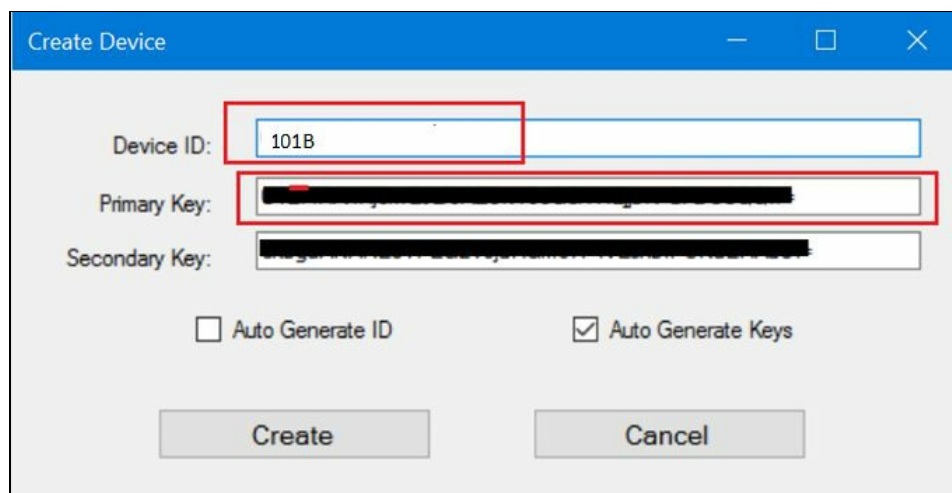 Create Device
Device ID: 101B
Primary Key:
Secondary Key:
Auto Generate ID Auto Generate Keys
Create Cancel